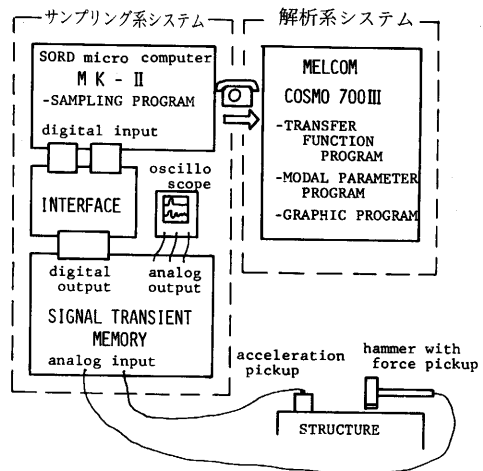 サンプリング系システム
SORD micro computer
MK-II
-SAMPLING PROGRAM
digital input
INTERFACE
oscillo
scope
digital
output
analog
output
SIGNAL TRANSIENT
MEMORY
analog input
解析系システム
MELCOM
COSMO 700III
-TRANSFER
FUNCTION
PROGRAM
-MODAL PARAMETER
PROGRAM
-GRAPHIC PROGRAM
acceleration
pickup
hammer with
force pickup
STRUCTURE